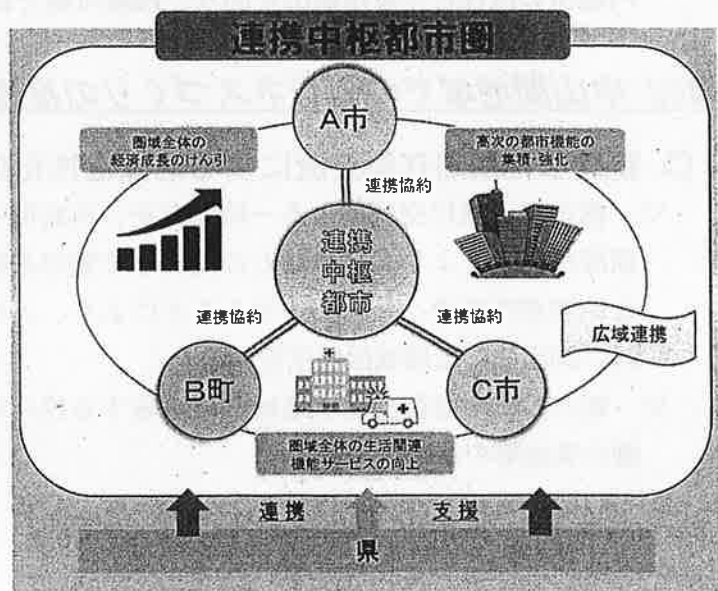 連携中枢都市圏
A市
圏域全体の
経済成長のけん引
高次の都市機能の
集積・強化
連携協約
連携
中枢
都市
連携協約
連携協約
広域連携
B町
C市
圏域全体の生活関連
機能サービスの向上
連携
支援
県